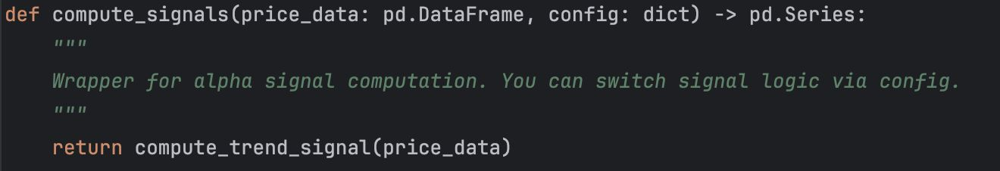 def compute_signals(price_data: pd.DataFrame, config: dict) -> pd.Series:
    """
    Wrapper for alpha signal computation. You can switch signal logic via config.
    """
    return compute_trend_signal(price_data)